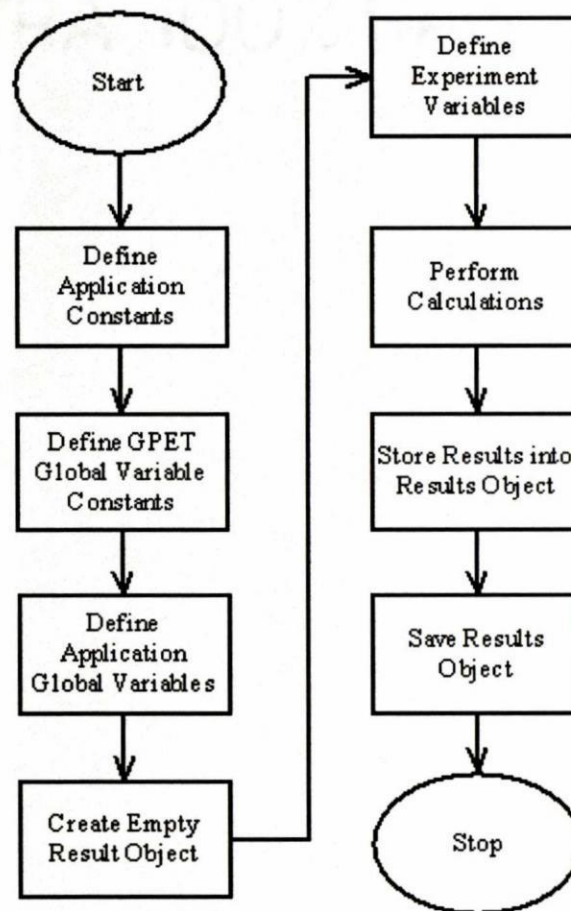 Start
Define
Application
Constants
Define GPET
Global Variable
Constants
Define
Application
Global Variables
Create Empty
Result Object
Define
Experiment
Variables
Perform
Calculations
Store Results into
Results Object
Save Results
Object
Stop